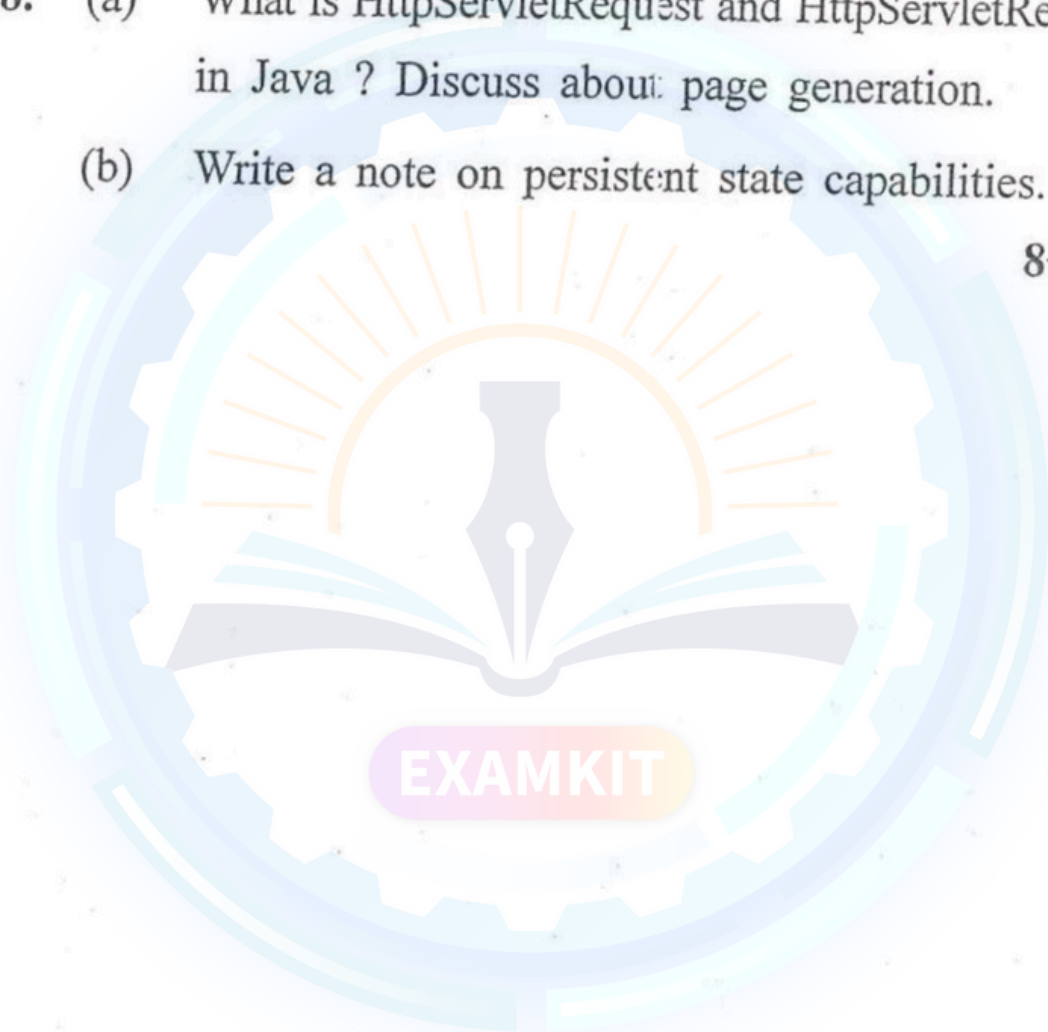 (a) What is HttpServletRequest and HttpServletRe
in Java ? Discuss about page generation.
(b) Write a note on persistent state capabilities.
8
EXAMKIT